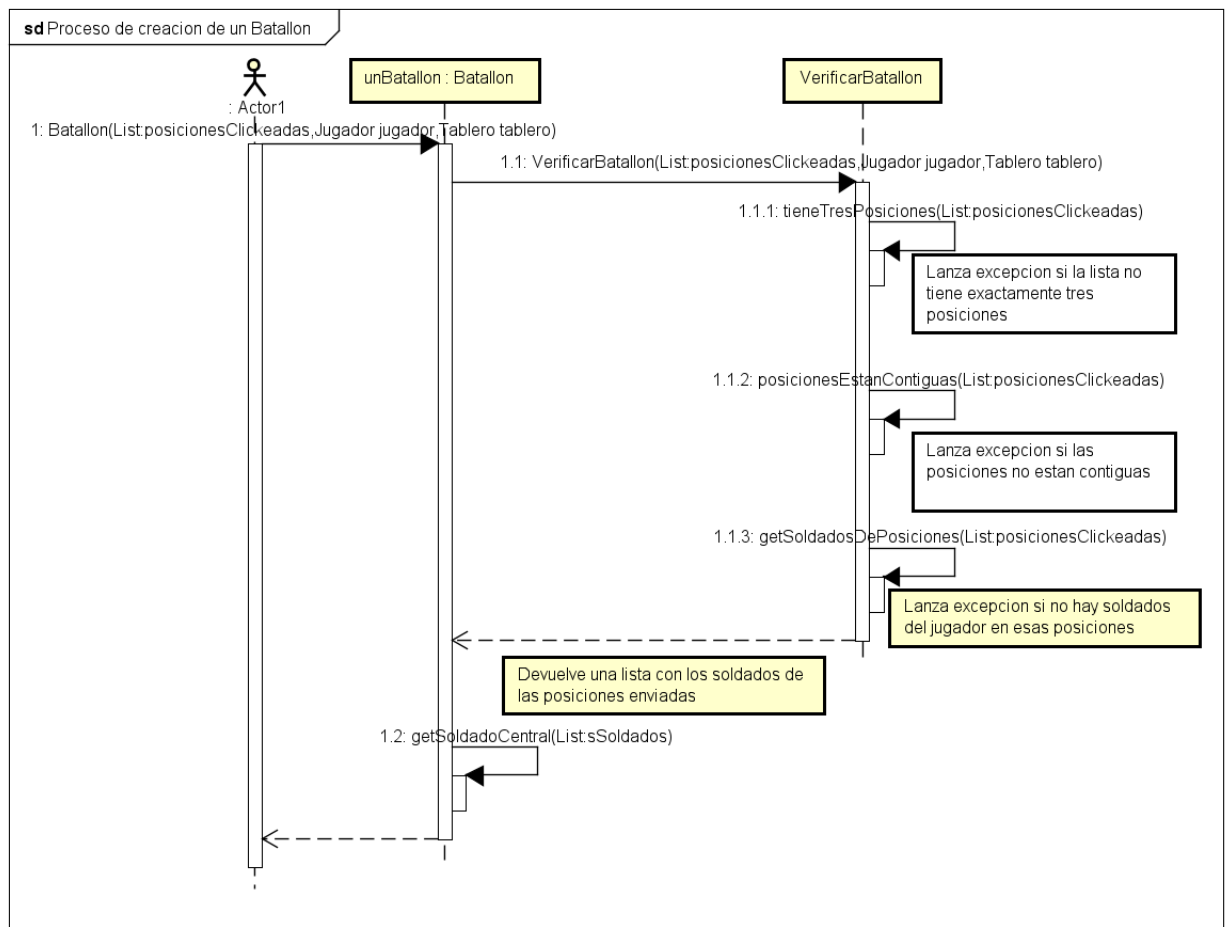 sd Proceso de creacion de un Batallon
unBatallon : Batallon
VerificarBatallon
: Actor1
1: Batallon(List:posicionesClickeadas,Jugador jugador,Tablero tablero)
1.1: VerificarBatallon(List:posicionesClickeadas,Jugador jugador,Tablero tablero)
1.1.1: tieneTresPosiciones(List:posicionesClickeadas)
Lanza excepcion si la lista no
tiene exactamente tres
posiciones
1.1.2: posicionesEstanContiguas(List:posicionesClickeadas)
Lanza excepcion si las
posiciones no estan contiguas
1.1.3: getSoldadosDePosiciones(List:posicionesClickeadas)
Lanza excepcion si no hay soldados
del jugador en esas posiciones
Devuelve una lista con los soldados de
las posiciones enviadas
1.2: getSoldadoCentral(List:sSoldados)